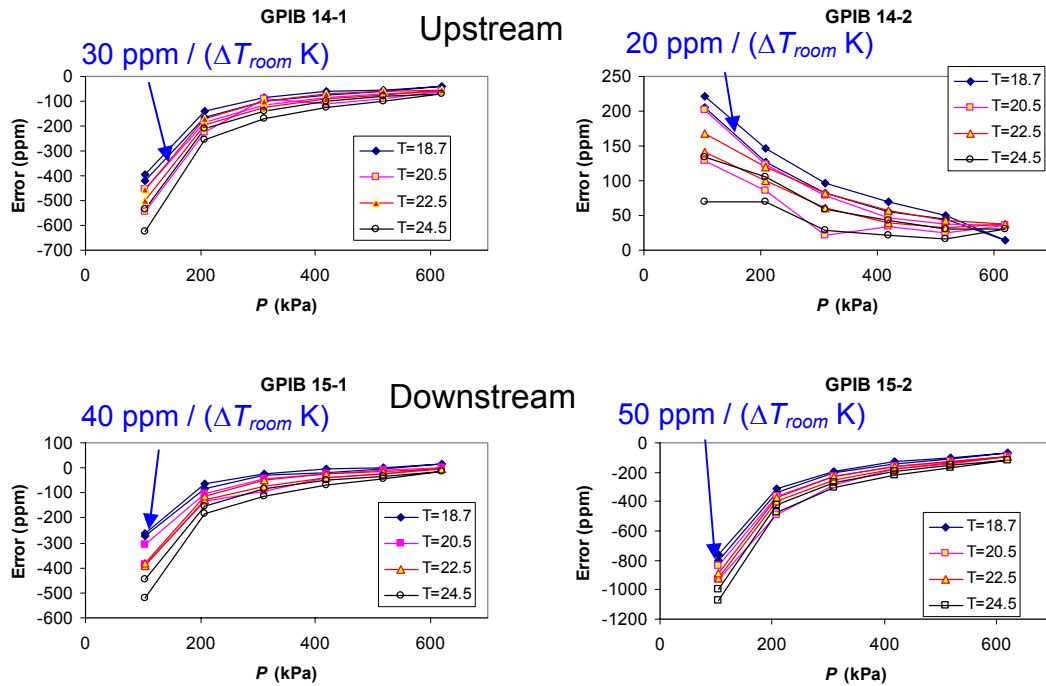 GPIB 14-1
Upstream
GPIB 14-2
30 ppm / (ΔTroom K)
20 ppm / (ΔTroom K)
0
-100
-200
-300
-400
-500
-600
-700
Error (ppm)
T=18.7
T=20.5
T=22.5
T=24.5
0 200 400 600
P (kPa)
250
200
150
100
50
0
Error (ppm)
T=18.7
T=20.5
T=22.5
T=24.5
0 200 400 600
P (kPa)
GPIB 15-1
Downstream
GPIB 15-2
40 ppm / (ΔTroom K)
50 ppm / (ΔTroom K)
100
0
-100
-200
-300
-400
-500
-600
Error (ppm)
T=18.7
T=20.5
T=22.5
T=24.5
0 200 400 600
P (kPa)
0
-200
-400
-600
-800
-1000
-1200
Error (ppm)
T=18.7
T=20.5
T=22.5
T=24.5
0 200 400 600
P (kPa)